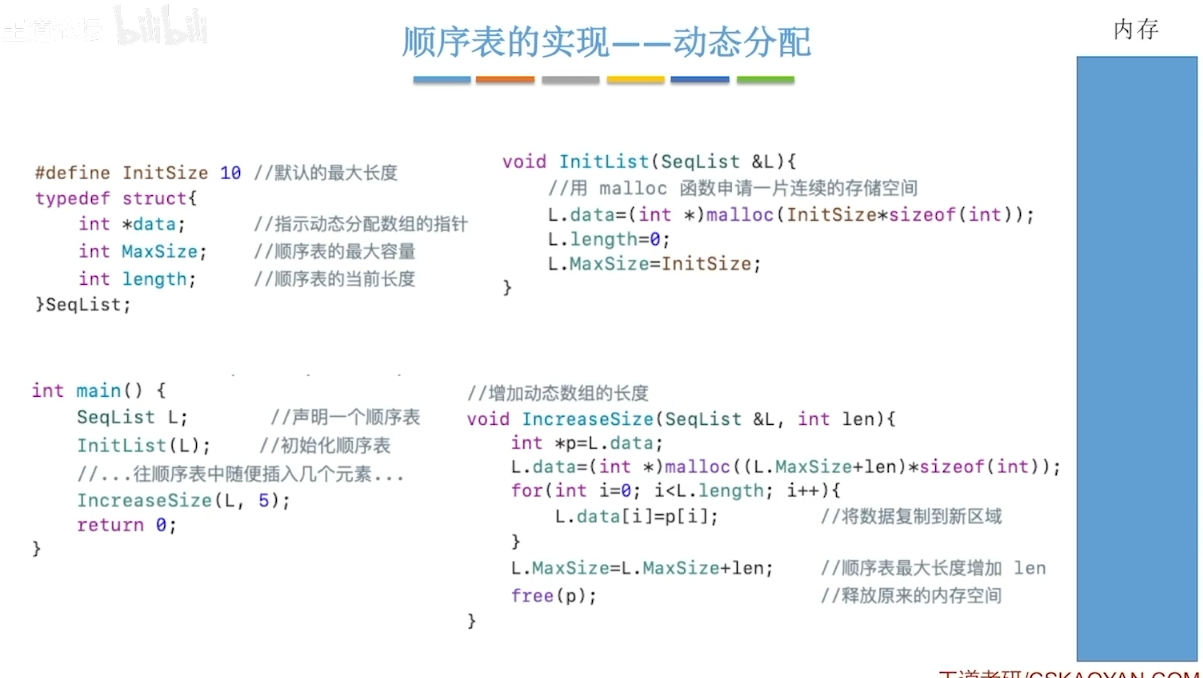 bilibili
顺序表的实现——动态分配
内存
#define InitSize 10 //默认的最大长度
typedef struct{
    int *data;      //指示动态分配数组的指针
    int MaxSize;    //顺序表的最大容量
    int length;     //顺序表的当前长度
}SeqList;
void InitList(SeqList &L){
    //用 malloc 函数申请一片连续的存储空间
    L.data=(int *)malloc(InitSize*sizeof(int));
    L.length=0;
    L.MaxSize=InitSize;
}
int main() {
    SeqList L;      //声明一个顺序表
    InitList(L);    //初始化顺序表
    //...往顺序表中随便插入几个元素...
    IncreaseSize(L, 5);
    return 0;
}
//增加动态数组的长度
void IncreaseSize(SeqList &L, int len){
    int *p=L.data;
    L.data=(int *)malloc((L.MaxSize+len)*sizeof(int));
    for(int i=0; i<L.length; i++){
        L.data[i]=p[i];         //将数据复制到新区域
    }
    L.MaxSize=L.MaxSize+len;    //顺序表最大长度增加 len
    free(p);                    //释放原来的内存空间
}
王道考研/CSKAOYAN.COM